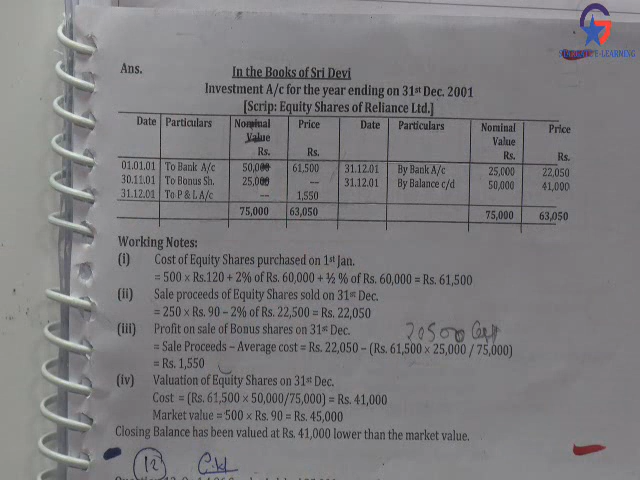 Ans. In the Books of Sri Devi
Investment A/c for the year ending on 31st Dec. 2001
[Scrip: Equity Shares of Reliance Ltd.]
Date Particulars Nominal Price Date Particulars Nominal Price
Value Value
Rs. Rs. Rs. Rs.
01.01.01 To Bank A/c 50,000 61,500 31.12.01 By Bank A/c 25,000 22,050
30.11.01 To Bonus Sh. 25,000 — 31.12.01 By Balance c/d 50,000 41,000
31.12.01 To P & L A/c — 1,550
75,000 63,050 75,000 63,050
Working Notes:
(i) Cost of Equity Shares purchased on 1st Jan.
= 500 × Rs.120 + 2% of Rs. 60,000 + ½ % of Rs. 60,000 = Rs. 61,500
(ii) Sale proceeds of Equity Shares sold on 31st Dec.
= 250 × Rs. 90 – 2% of Rs. 22,500 = Rs. 22,050
(iii) Profit on sale of Bonus shares on 31st Dec. 20500
= Sale Proceeds – Average cost = Rs. 22,050 – (Rs. 61,500 × 25,000 / 75,000)
= Rs. 1,550
(iv) Valuation of Equity Shares on 31st Dec.
Cost = (Rs. 61,500 × 50,000/75,000) = Rs. 41,000
Market value = 500 × Rs. 90 = Rs. 45,000
Closing Balance has been valued at Rs. 41,000 lower than the market value.
12